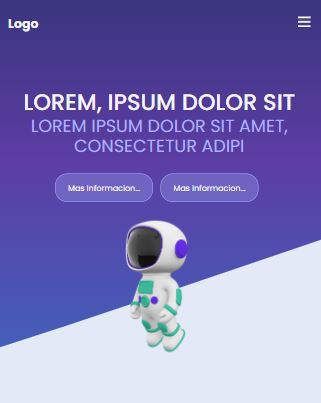 Logo
LOREM, IPSUM DOLOR SIT
LOREM IPSUM DOLOR SIT AMET,
CONSECTETUR ADIPI
Mas Informacion... Mas Informacion...